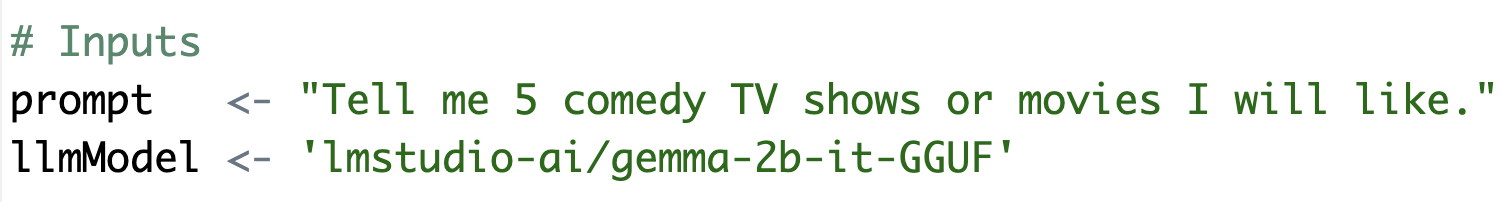 # Inputs
prompt   <- "Tell me 5 comedy TV shows or movies I will like."
llmModel <- 'lmstudio-ai/gemma-2b-it-GGUF'